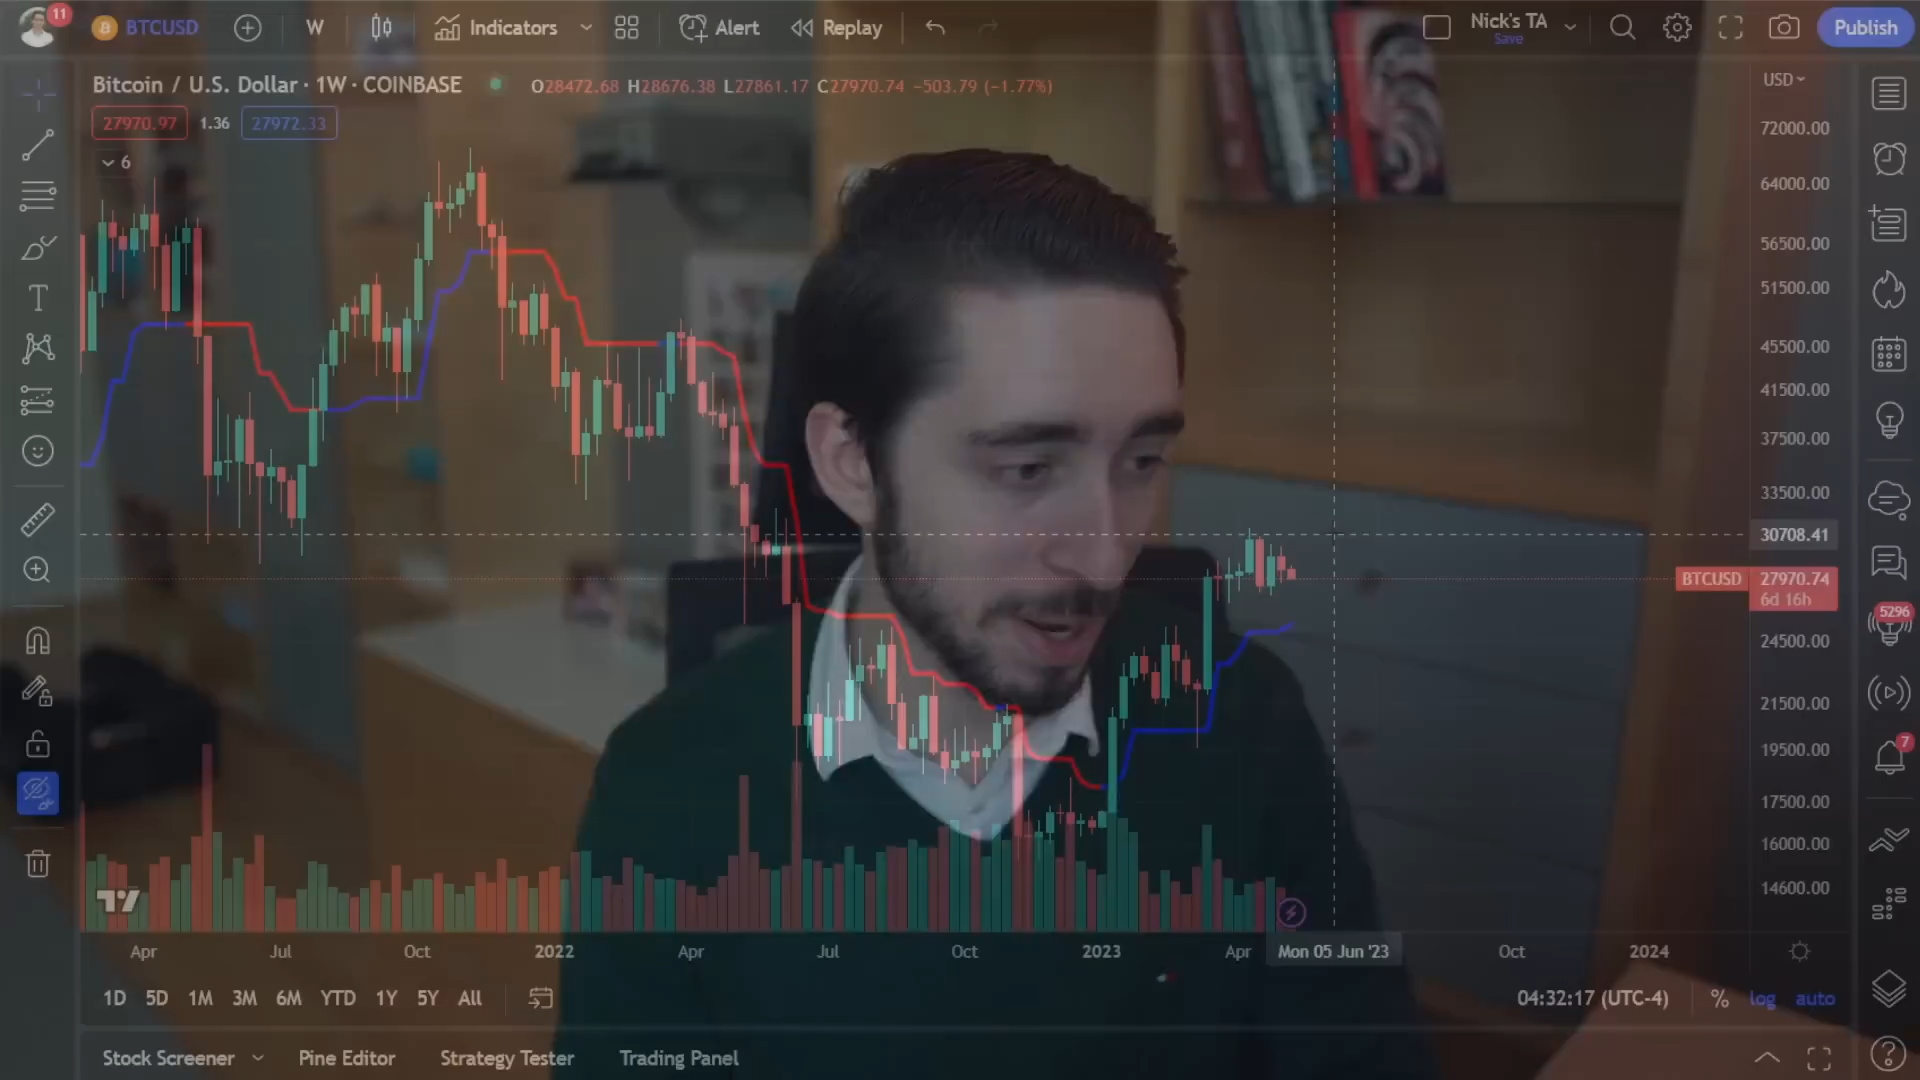 11
BTCUSD
W
Indicators
Alert
Replay
Nick's TA
Save
Publish
Bitcoin / U.S. Dollar · 1W · COINBASE
O28472.68 H28676.38 L27861.17 C27970.74 −503.79 (−1.77%)
USD
27970.97 1.36 27972.33
6
72000.00
64000.00
56500.00
51500.00
45500.00
41500.00
37500.00
33500.00
30708.41
BTCUSD 27970.74
6d 16h
5296
24500.00
21500.00
7
19500.00
17500.00
16000.00
14600.00
Apr Jul Oct 2022 Apr Jul Oct 2023 Apr Mon 05 Jun '23 Oct 2024
1D 5D 1M 3M 6M YTD 1Y 5Y All
04:32:17 (UTC-4) % log auto
Stock Screener Pine Editor Strategy Tester Trading Panel